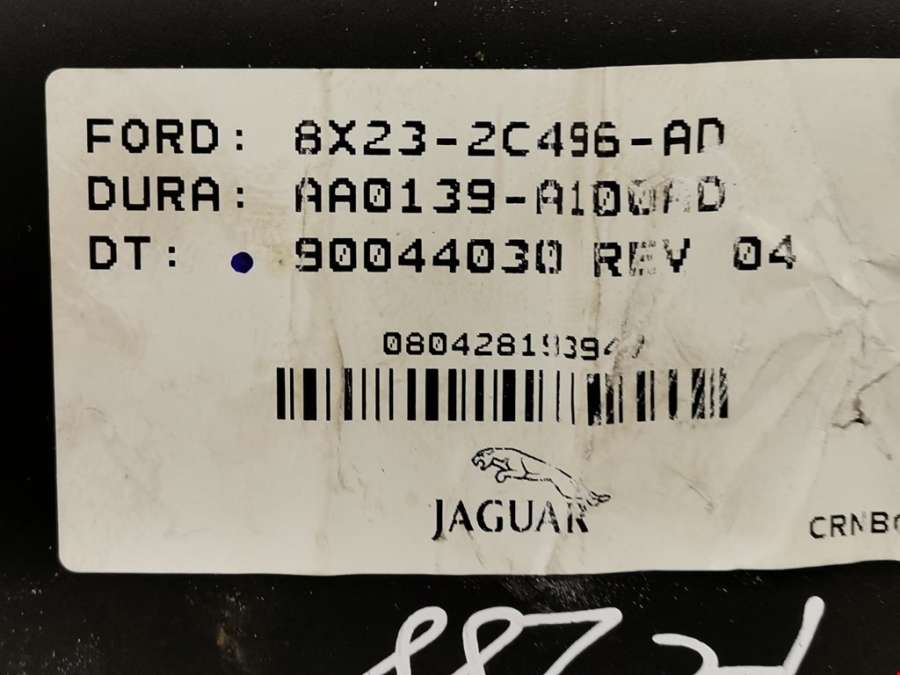 FORD: 8X23-2C496-AD
DURA: AA0139-A100AD
DT: 90044030 REV 04
JAGUAR